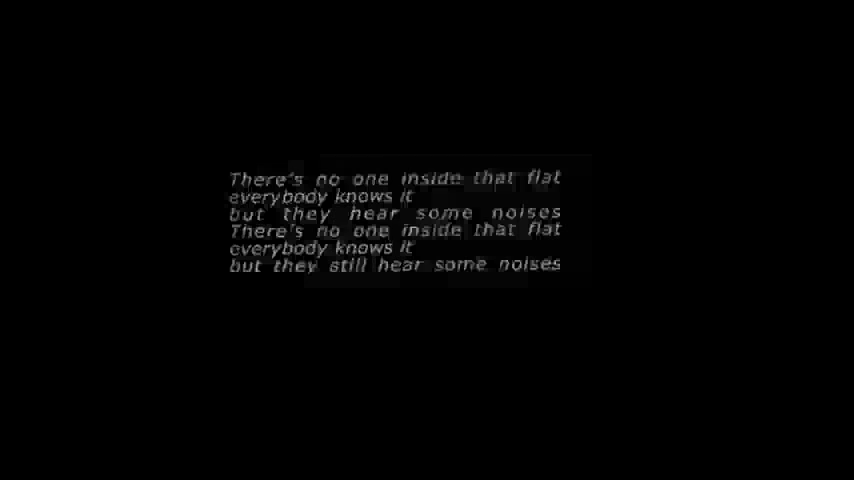 There's no one inside that flat
everybody knows it
but they hear some noises
There's no one inside that flat
everybody knows it
but they still hear some noises